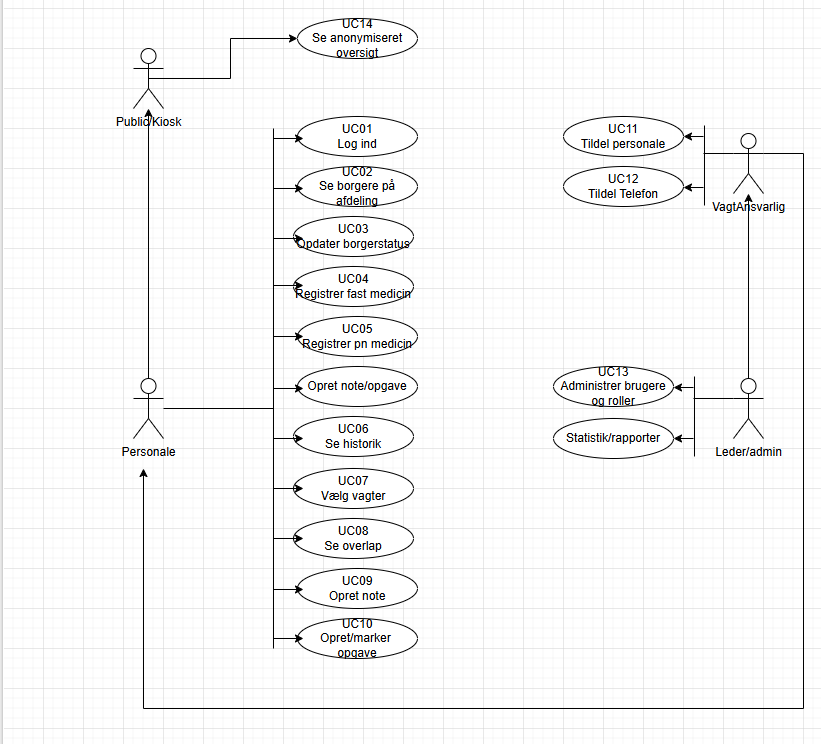 UC14
Se anonymiseret
oversigt
Public/Kiosk
UC01
Log ind
UC02
Se borgere på
afdeling
UC03
Opdater borgerstatus
UC04
Registrer fast medicin
UC05
Registrer pn medicin
Opret note/opgave
UC06
Se historik
UC07
Vælg vagter
UC08
Se overlap
UC09
Opret note
UC10
Opret/marker
opgave
Personale
UC11
Tildel personale
UC12
Tildel Telefon
VagtAnsvarlig
UC13
Administrer brugere
og roller
Statistik/rapporter
Leder/admin